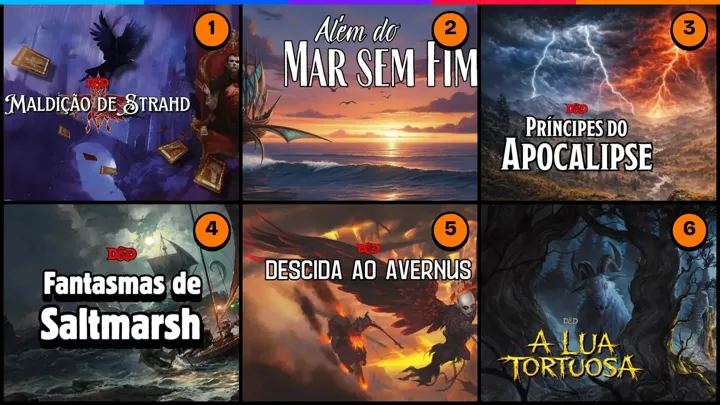 1
D&D
MALDIÇÃO DE STRAHD
2
Além do
MAR SEM FIM
3
D&D
PRÍNCIPES DO
APOCALIPSE
4
D&D
Fantasmas de
Saltmarsh
5
D&D
DESCIDA AO AVERNUS
6
D&D
A LUA
TORTUOSA